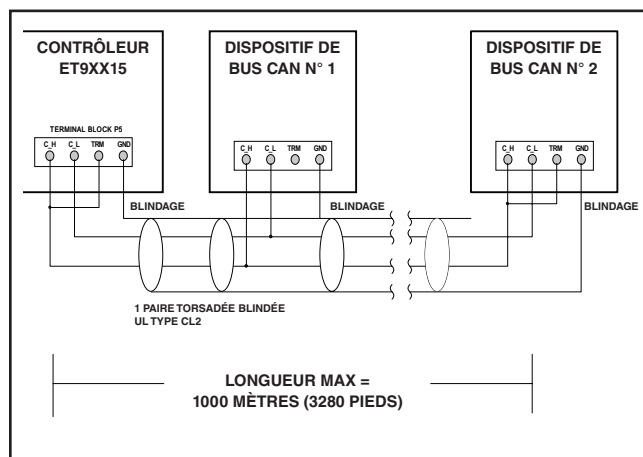 CONTRÔLEUR
ET9XX15
TERMINAL BLOCK P5
C_H C_L TRM GND
BLINDAGE
DISPOSITIF DE
BUS CAN N° 1
C_H C_L TRM GND
BLINDAGE
DISPOSITIF DE
BUS CAN N° 2
C_H C_L TRM GND
BLINDAGE
1 PAIRE TORSADÉE BLINDÉE
UL TYPE CL2
LONGUEUR MAX =
1000 MÈTRES (3280 PIEDS)